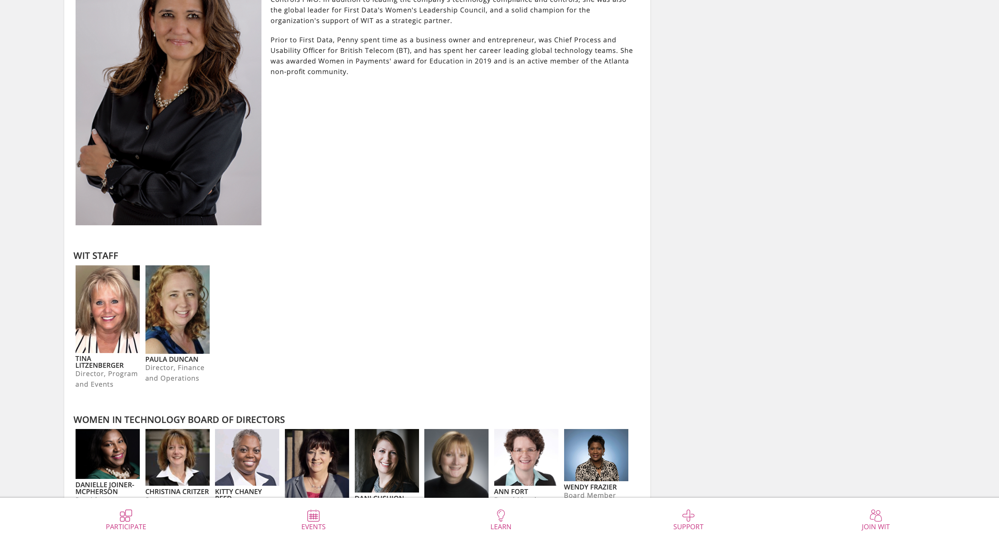 Controls PMO. In addition to leading the company's technology compliance and controls, she was also
the global leader for First Data's Women's Leadership Council, and a solid champion for the
organization's support of WIT as a strategic partner.
Prior to First Data, Penny spent time as a business owner and entrepreneur, was Chief Process and
Usability Officer for British Telecom (BT), and has spent her career leading global technology teams. She
was awarded Women in Payments' award for Education in 2019 and is an active member of the Atlanta
non-profit community.
WIT STAFF
TINA
LITZENBERGER
Director, Program
and Events
PAULA DUNCAN
Director, Finance
and Operations
WOMEN IN TECHNOLOGY BOARD OF DIRECTORS
DANIELLE JOINER-
MCPHERSON
CHRISTINA CRITZER
KITTY CHANEY
REED
DANI CUSHION
ANN FORT
WENDY FRAZIER
Board Member
PARTICIPATE
EVENTS
LEARN
SUPPORT
JOIN WIT